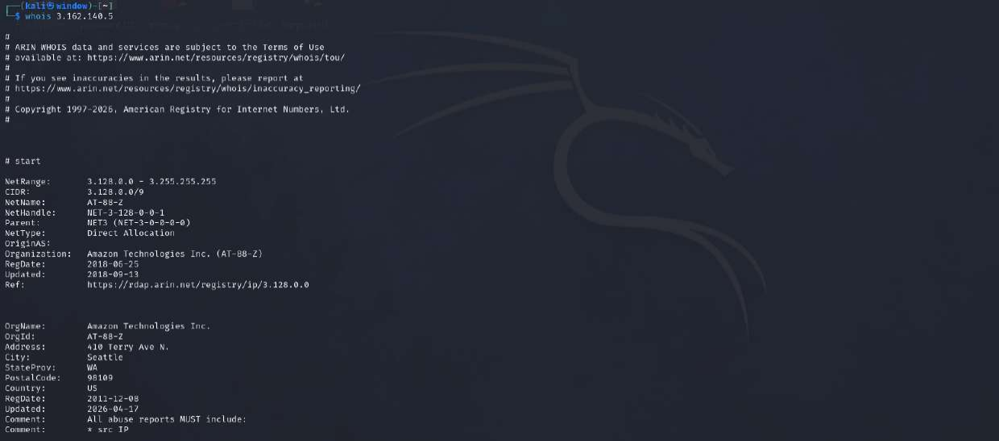 (kali㉿window)-[~]
$ whois 3.162.140.5
#
# ARIN WHOIS data and services are subject to the Terms of Use
# available at: https://www.arin.net/resources/registry/whois/tou/
#
# If you see inaccuracies in the results, please report at
# https://www.arin.net/resources/registry/whois/inaccuracy_reporting/
#
# Copyright 1997-2026, American Registry for Internet Numbers, Ltd.
#
# start
NetRange: 3.128.0.0 - 3.255.255.255
CIDR: 3.128.0.0/9
NetName: AT-88-Z
NetHandle: NET-3-128-0-0-1
Parent: NET3 (NET-3-0-0-0-0)
NetType: Direct Allocation
OriginAS:
Organization: Amazon Technologies Inc. (AT-88-Z)
RegDate: 2018-06-25
Updated: 2018-09-13
Ref: https://rdap.arin.net/registry/ip/3.128.0.0
OrgName: Amazon Technologies Inc.
OrgId: AT-88-Z
Address: 410 Terry Ave N.
City: Seattle
StateProv: WA
PostalCode: 98109
Country: US
RegDate: 2011-12-08
Updated: 2026-04-17
Comment: All abuse reports MUST include:
Comment: * src IP